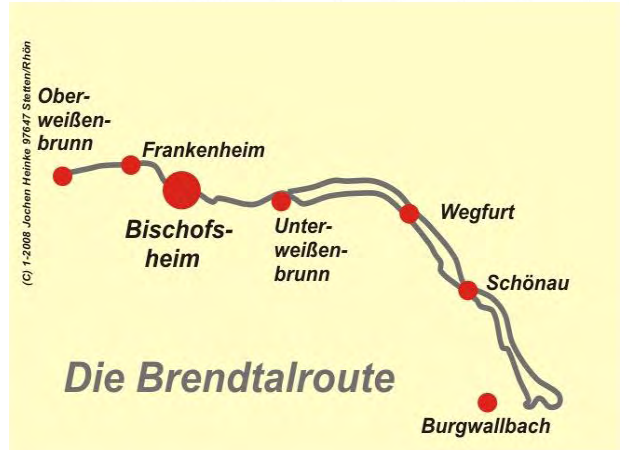 (C) 1-2008 Jochen Heinke 97647 Stetten/Rhön
Ober-
weißen-
brunn
Frankenheim
Bischofs-
heim
Unter-
weißen-
brunn
Wegfurt
Schönau
Die Brendtalroute
Burgwallbach